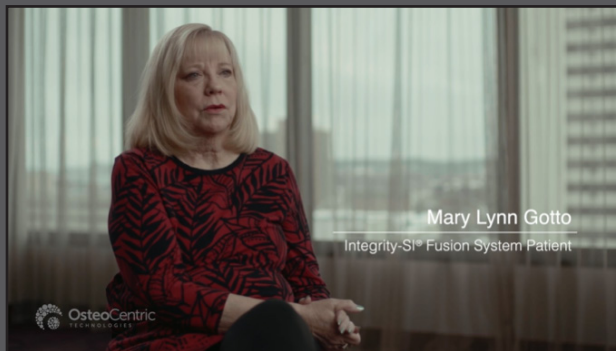 Mary Lynn Gotto
Integrity-SI® Fusion System Patient
OsteoCentric
TECHNOLOGIES